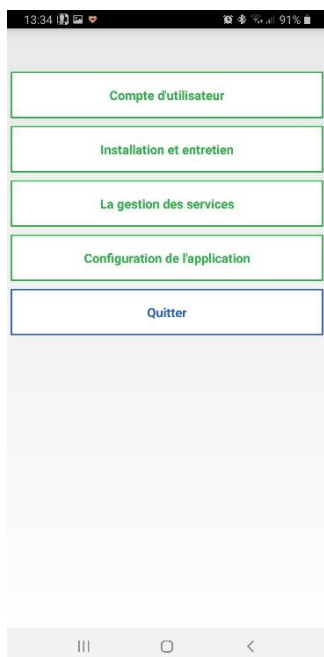 13:34 91%
Compte d'utilisateur
Installation et entretien
La gestion des services
Configuration de l'application
Quitter